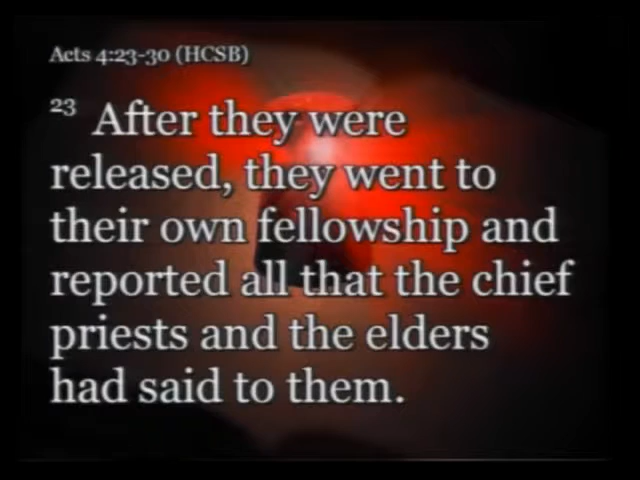 Acts 4:23-30 (HCSB)
23 After they were
released, they went to
their own fellowship and
reported all that the chief
priests and the elders
had said to them.